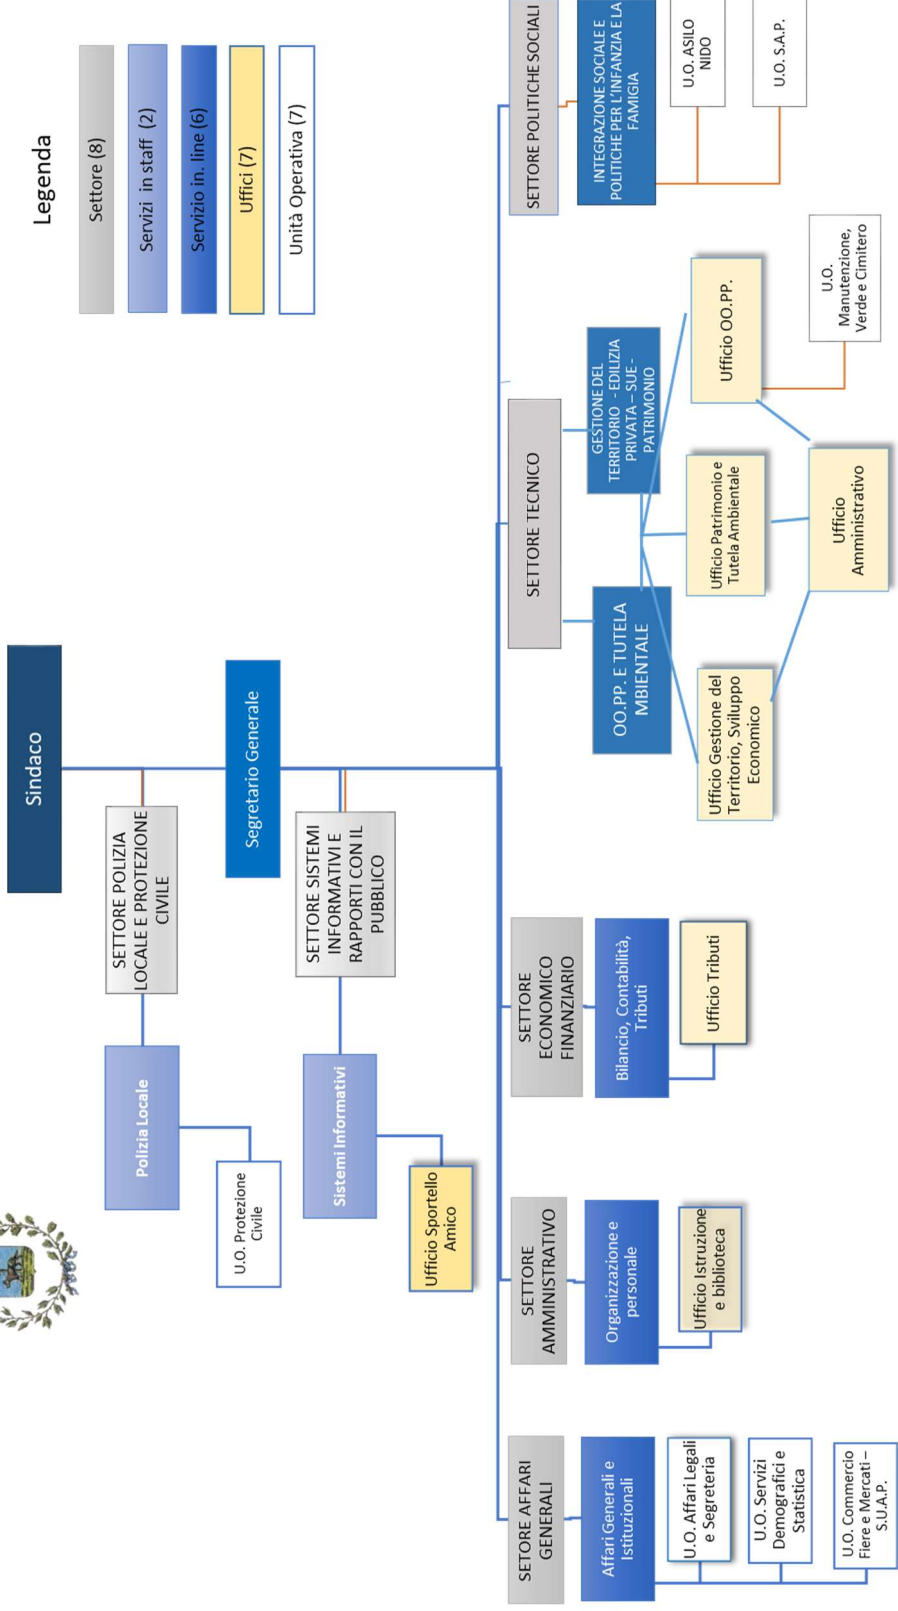 Legenda
Settore (8)
Servizi in staff (2)
Servizio in. line (6)
Uffici (7)
Unità Operativa (7)
Sindaco
SETTORE POLIZIA
LOCALE E PROTEZIONE
CIVILE
Polizia Locale
U.O. Protezione
Civile
Segretario Generale
SETTORE SISTEMI
INFORMATIVI E
RAPPORTI CON IL
PUBBLICO
Sistemi Informativi
Ufficio Sportello
Amico
SETORE AFFARI
GENERALI
Affari Generali e
Istituzionali
U.O. Affari Legali
e Segreteria
U.O. Servizi
Demografici e
Statistica
U.O. Commercio
Fiere e Mercati –
S.U.A.P.
SETTORE
AMMINISTRATIVO
Organizzazione e
personale
Ufficio Istruzione
e biblioteca
SETTORE
ECONOMICO
FINANZIARIO
Bilancio, Contabilità,
Tributi
Ufficio Tributi
SETTORE TECNICO
OO.PP. E TUTELA
MBIENTALE
GESTIONE DEL
TERRITORIO - EDILIZIA
PRIVATA – SUE -
PATRIMONIO
Ufficio Gestione del
Territorio, Sviluppo
Economico
Ufficio Patrimonio e
Tutela Ambientale
Ufficio OO.PP.
Ufficio
Amministrativo
U.O.
Manutenzione,
Verde e Cimitero
SETTORE POLITICHE SOCIALI
INTEGRAZIONE SOCIALE E
POLITICHE PER L'INFANZIA E LA
FAMIGIA
U.O. ASILO
NIDO
U.O. S.A.P.